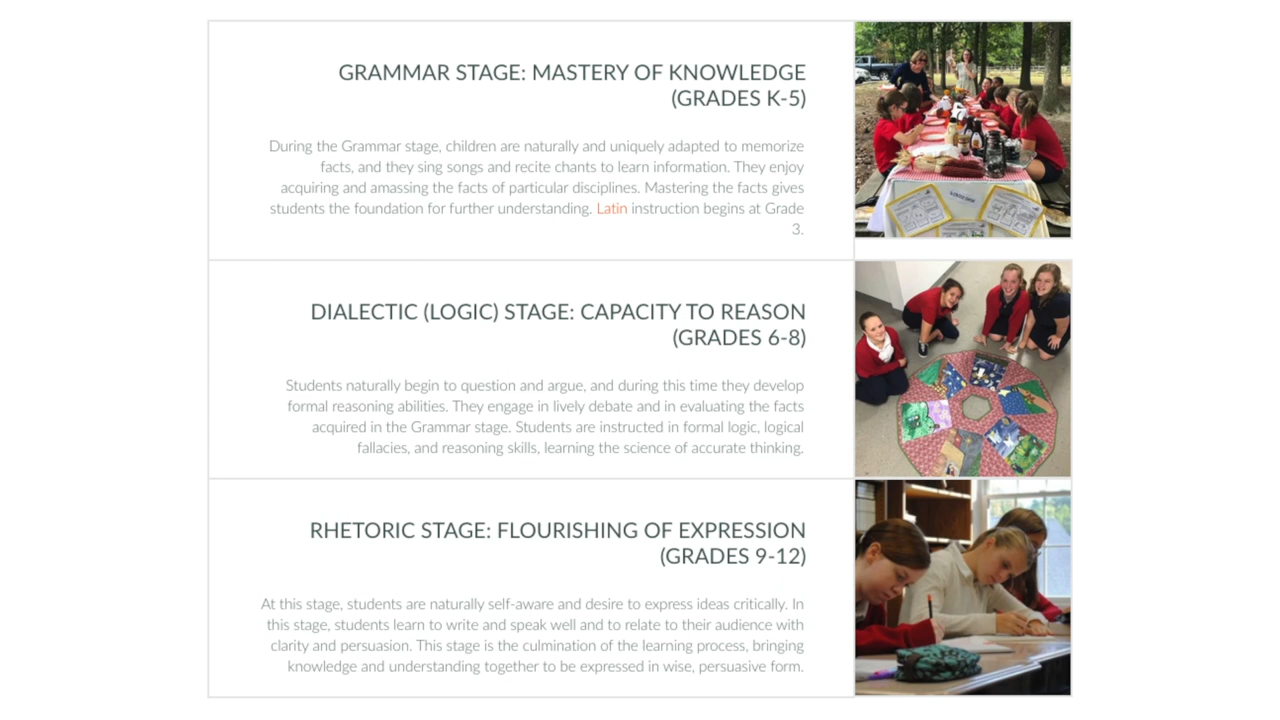 GRAMMAR STAGE: MASTERY OF KNOWLEDGE
(GRADES K-5)
During the Grammar stage, children are naturally and uniquely adapted to memorize
facts, and they sing songs and recite chants to learn information. They enjoy
acquiring and amassing the facts of particular disciplines. Mastering the facts gives
students the foundation for further understanding. Latin instruction begins at Grade
3.
DIALECTIC (LOGIC) STAGE: CAPACITY TO REASON
(GRADES 6-8)
Students naturally begin to question and argue, and during this time they develop
formal reasoning abilities. They engage in lively debate and in evaluating the facts
acquired in the Grammar stage. Students are instructed in formal logic, logical
fallacies, and reasoning skills, learning the science of accurate thinking.
RHETORIC STAGE: FLOURISHING OF EXPRESSION
(GRADES 9-12)
At this stage, students are naturally self-aware and desire to express ideas critically. In
this stage, students learn to write and speak well and to relate to their audience with
clarity and persuasion. This stage is the culmination of the learning process, bringing
knowledge and understanding together to be expressed in wise, persuasive form.